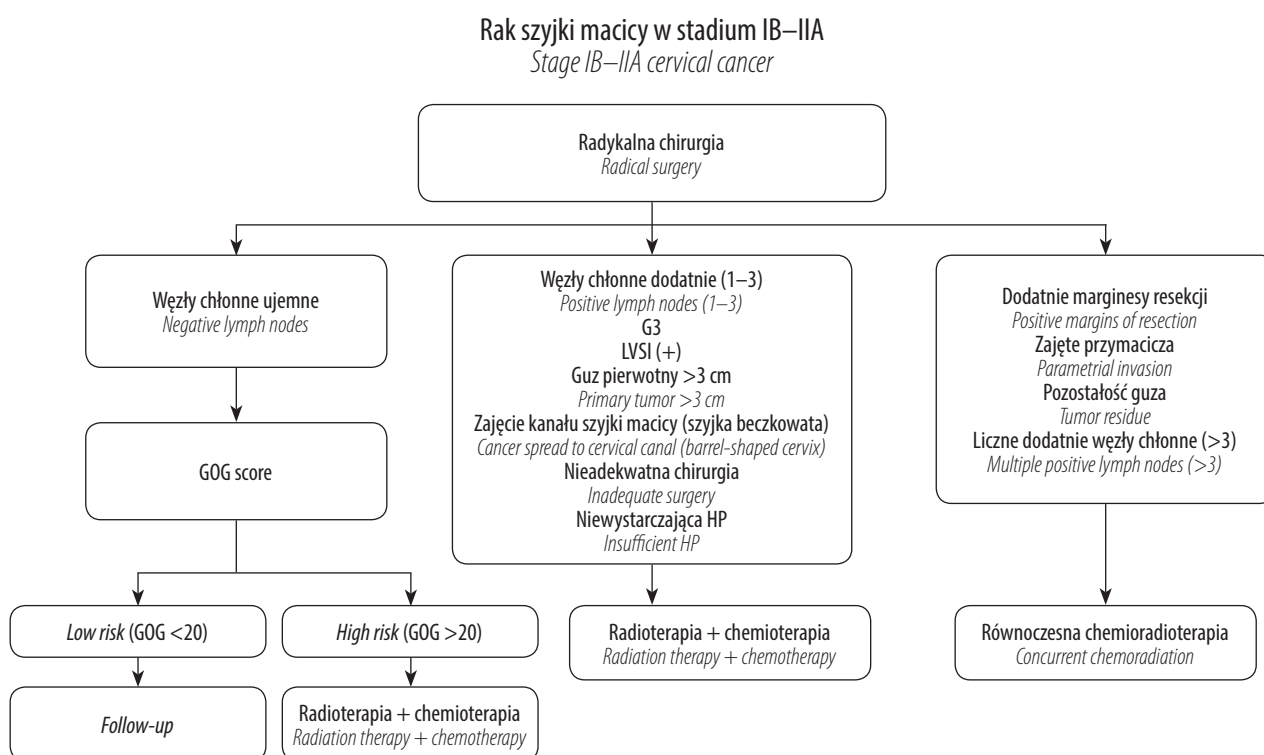 Rak szyjki macicy w stadium IB–IIA
Stage IB–IIA cervical cancer
Radykalna chirurgia
Radical surgery
Węzły chłonne ujemne
Negative lymph nodes
GOG score
Low risk (GOG <20)
High risk (GOG >20)
Follow-up
Radioterapia + chemioterapia
Radiation therapy + chemotherapy
Węzły chłonne dodatnie (1–3)
Positive lymph nodes (1–3)
G3
LVSI (+)
Guz pierwotny >3 cm
Primary tumor >3 cm
Zajęcie kanału szyjki macicy (szyjka beczkowata)
Cancer spread to cervical canal (barrel-shaped cervix)
Nieadekwatna chirurgia
Inadequate surgery
Niewystarczająca HP
Insufficient HP
Radioterapia + chemioterapia
Radiation therapy + chemotherapy
Dodatnie marginesy resekcji
Positive margins of resection
Zajęte przymacicza
Parametrial invasion
Pozostałość guza
Tumor residue
Liczne dodatnie węzły chłonne (>3)
Multiple positive lymph nodes (>3)
Równoczesna chemioradioterapia
Concurrent chemoradiation